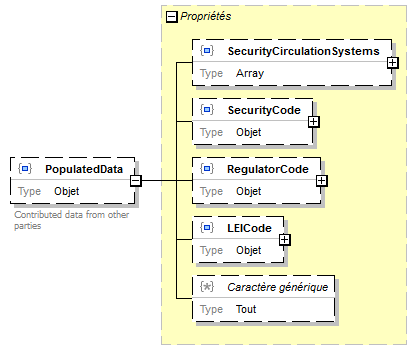 Propriétés
SecurityCirculationSystems
Type Array
SecurityCode
Type Objet
PopulatedData
Type Objet
Contributed data from other
parties
RegulatorCode
Type Objet
LEICode
Type Objet
Caractère générique
Type Tout